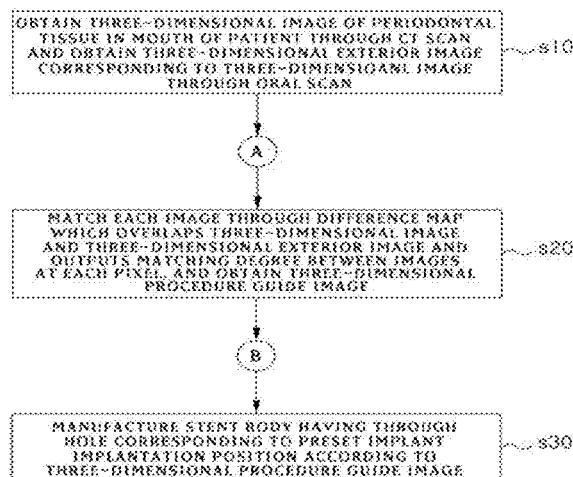 OBTAIN THREE-DIMENSIONAL IMAGE OF PERIODONTAL
TISSUE IN MOUTH OF PATIENT THROUGH CT SCAN
AND OBTAIN THREE-DIMENSIONAL EXTERIOR IMAGE
CORRESPONDING TO THREE-DIMENSIOANL IMAGE
THROUGH ORAL SCAN
s10
A
MATCH EACH IMAGE THROUGH DIFFERENCE MAP
WHICH OVERLAPS THREE-DIMENSIONAL IMAGE
AND THREE-DIMENSIONAL EXTERIOR IMAGE AND
OUTPUTS MATCHING DEGREE BETWEEN IMAGES
AT EACH PIXEL, AND OBTAIN THREE-DIMENSIONAL
PROCEDURE GUIDE IMAGE
s20
B
MANUFACTURE STENT BODY HAVING THROUGH
HOLE CORRESPONDING TO PRESET IMPLANT
IMPLANTATION POSITION ACCORDING TO
THREE-DIMENSIONAL PROCEDURE GUIDE IMAGE
s30